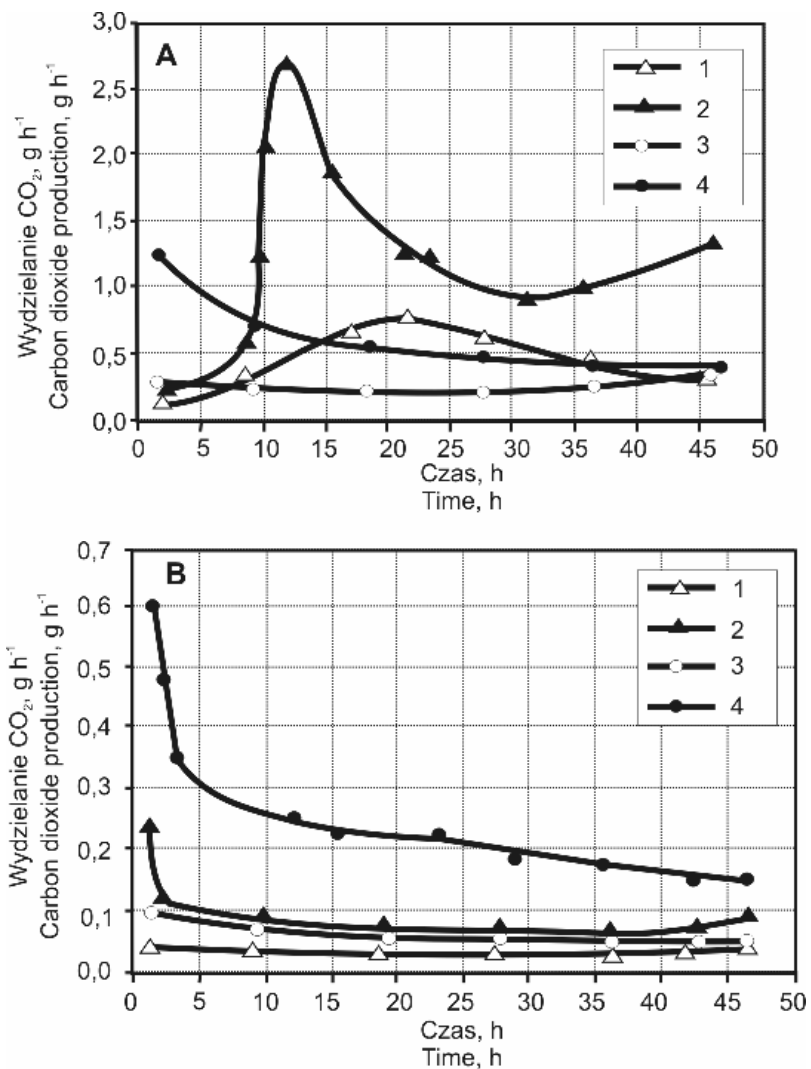 A
Wydzielanie CO₂, g h⁻¹
Carbon dioxide production, g h⁻¹
3,0
2,5
2,0
1,5
1,0
0,5
0,0
1
2
3
4
0 5 10 15 20 25 30 35 40 45 50
Czas, h
Time, h
B
Wydzielanie CO₂, g h⁻¹
Carbon dioxide production, g h⁻¹
0,7
0,6
0,5
0,4
0,3
0,2
0,1
0,0
1
2
3
4
0 5 10 15 20 25 30 35 40 45 50
Czas, h
Time, h